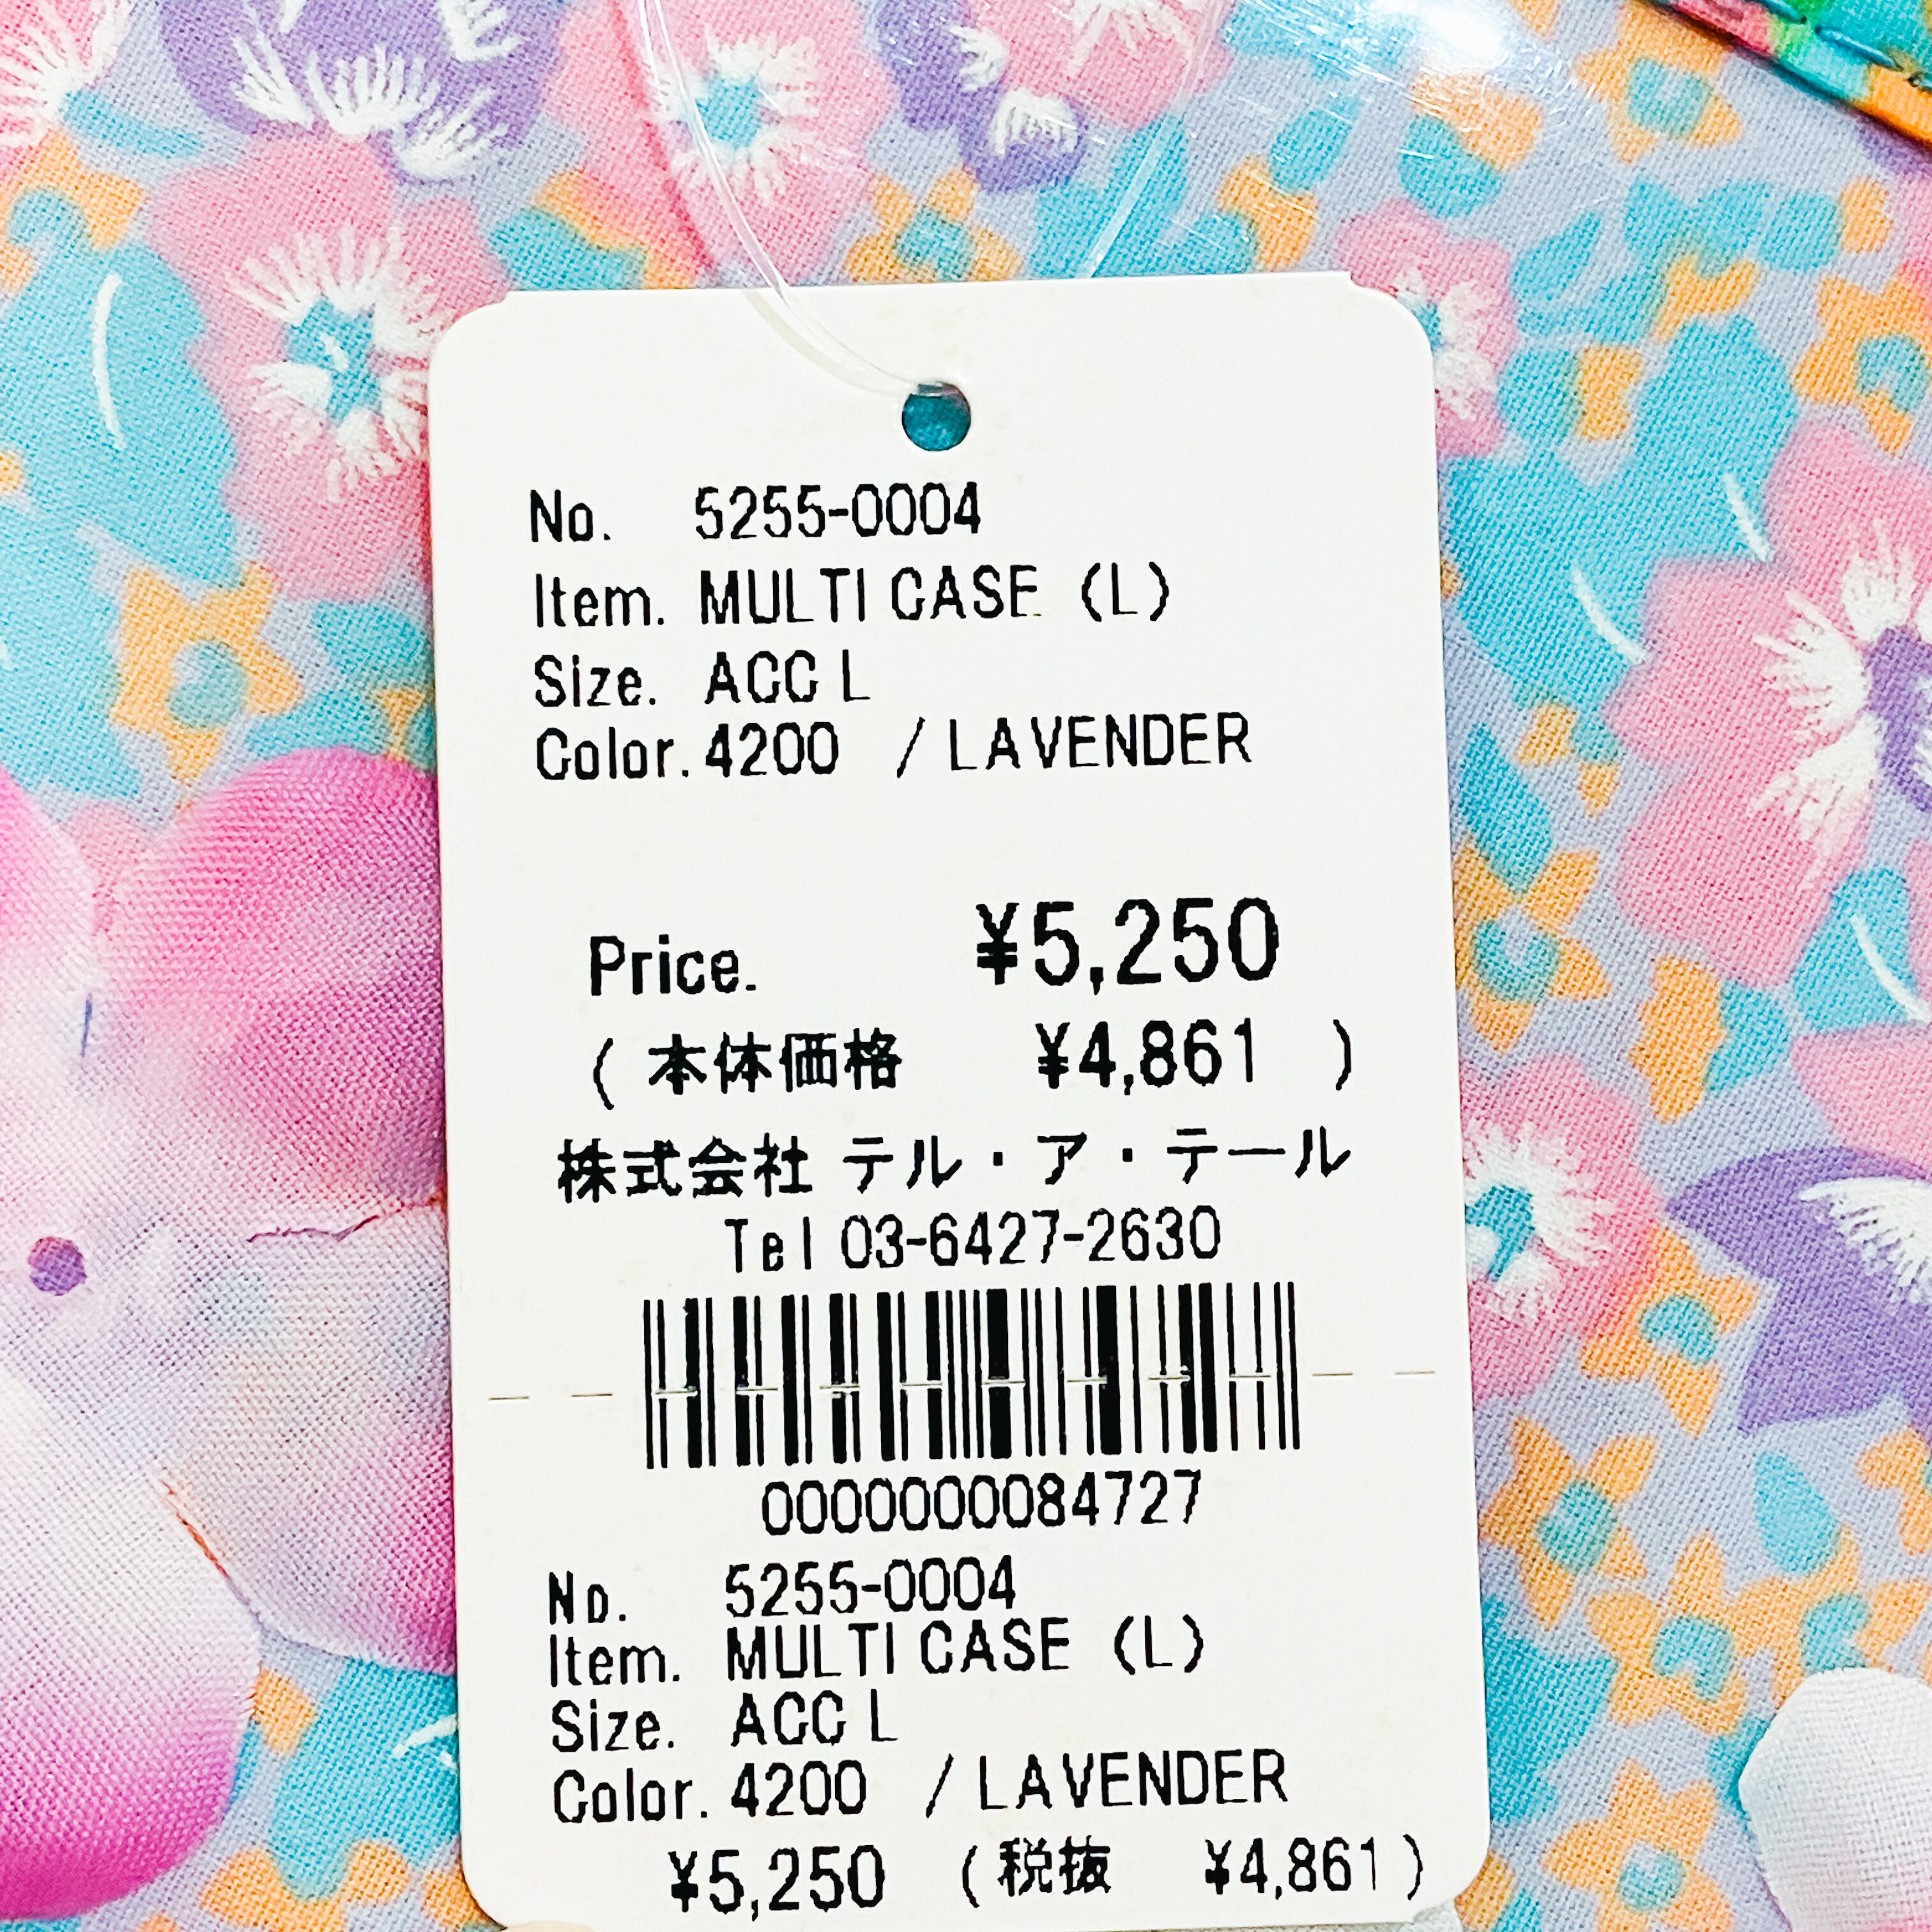 No. 5255-0004
Item. MULTI CASE (L)
Size. ACC L
Color. 4200 / LAVENDER
Price. ¥5,250
( 本体価格 ¥4,861 )
株式会社 テル・ア・テール
Tel 03-6427-2630
0000000084727
No. 5255-0004
Item. MULTI CASE (L)
Size. ACC L
Color. 4200 / LAVENDER
¥5,250 ( 税抜 ¥4,861 )